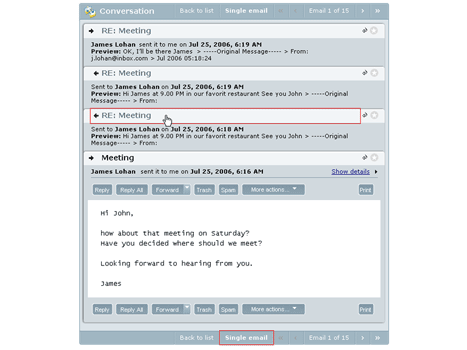 Conversation Back to list Single email « ‹ Email 1 of 15 › »
RE: Meeting
James Lohan sent it to me on Jul 25, 2006, 6:19 AM
Preview: OK, I'll be there James > -----Original Message----- > From:
j.lohan@inbox.com > 2006 05:18:24
RE: Meeting
Sent to James Lohan on Jul 25, 2006, 6:19 AM
Preview: Hi James at 9.00 PM in our favort restaurant See you John > -----Original
Message----- > From:
RE: Meeting
Sent to James Lohan on Jul 25, 2006, 6:18 AM
Preview: Hi James at 9.00 PM in our favort restaurant See you John > -----Original
Message----- > From:
Meeting
James Lohan sent it to me on Jul 25, 2006, 6:16 AM Show details
Reply Reply All Forward Trash Spam More actions... Print
Hi John,
how about that meeting on Saturday?
Have you decided where should we meet?
Looking forward to hearing from you.
James
Reply Reply All Forward Trash Spam More actions... Print
Back to list Single email « ‹ Email 1 of 15 › »